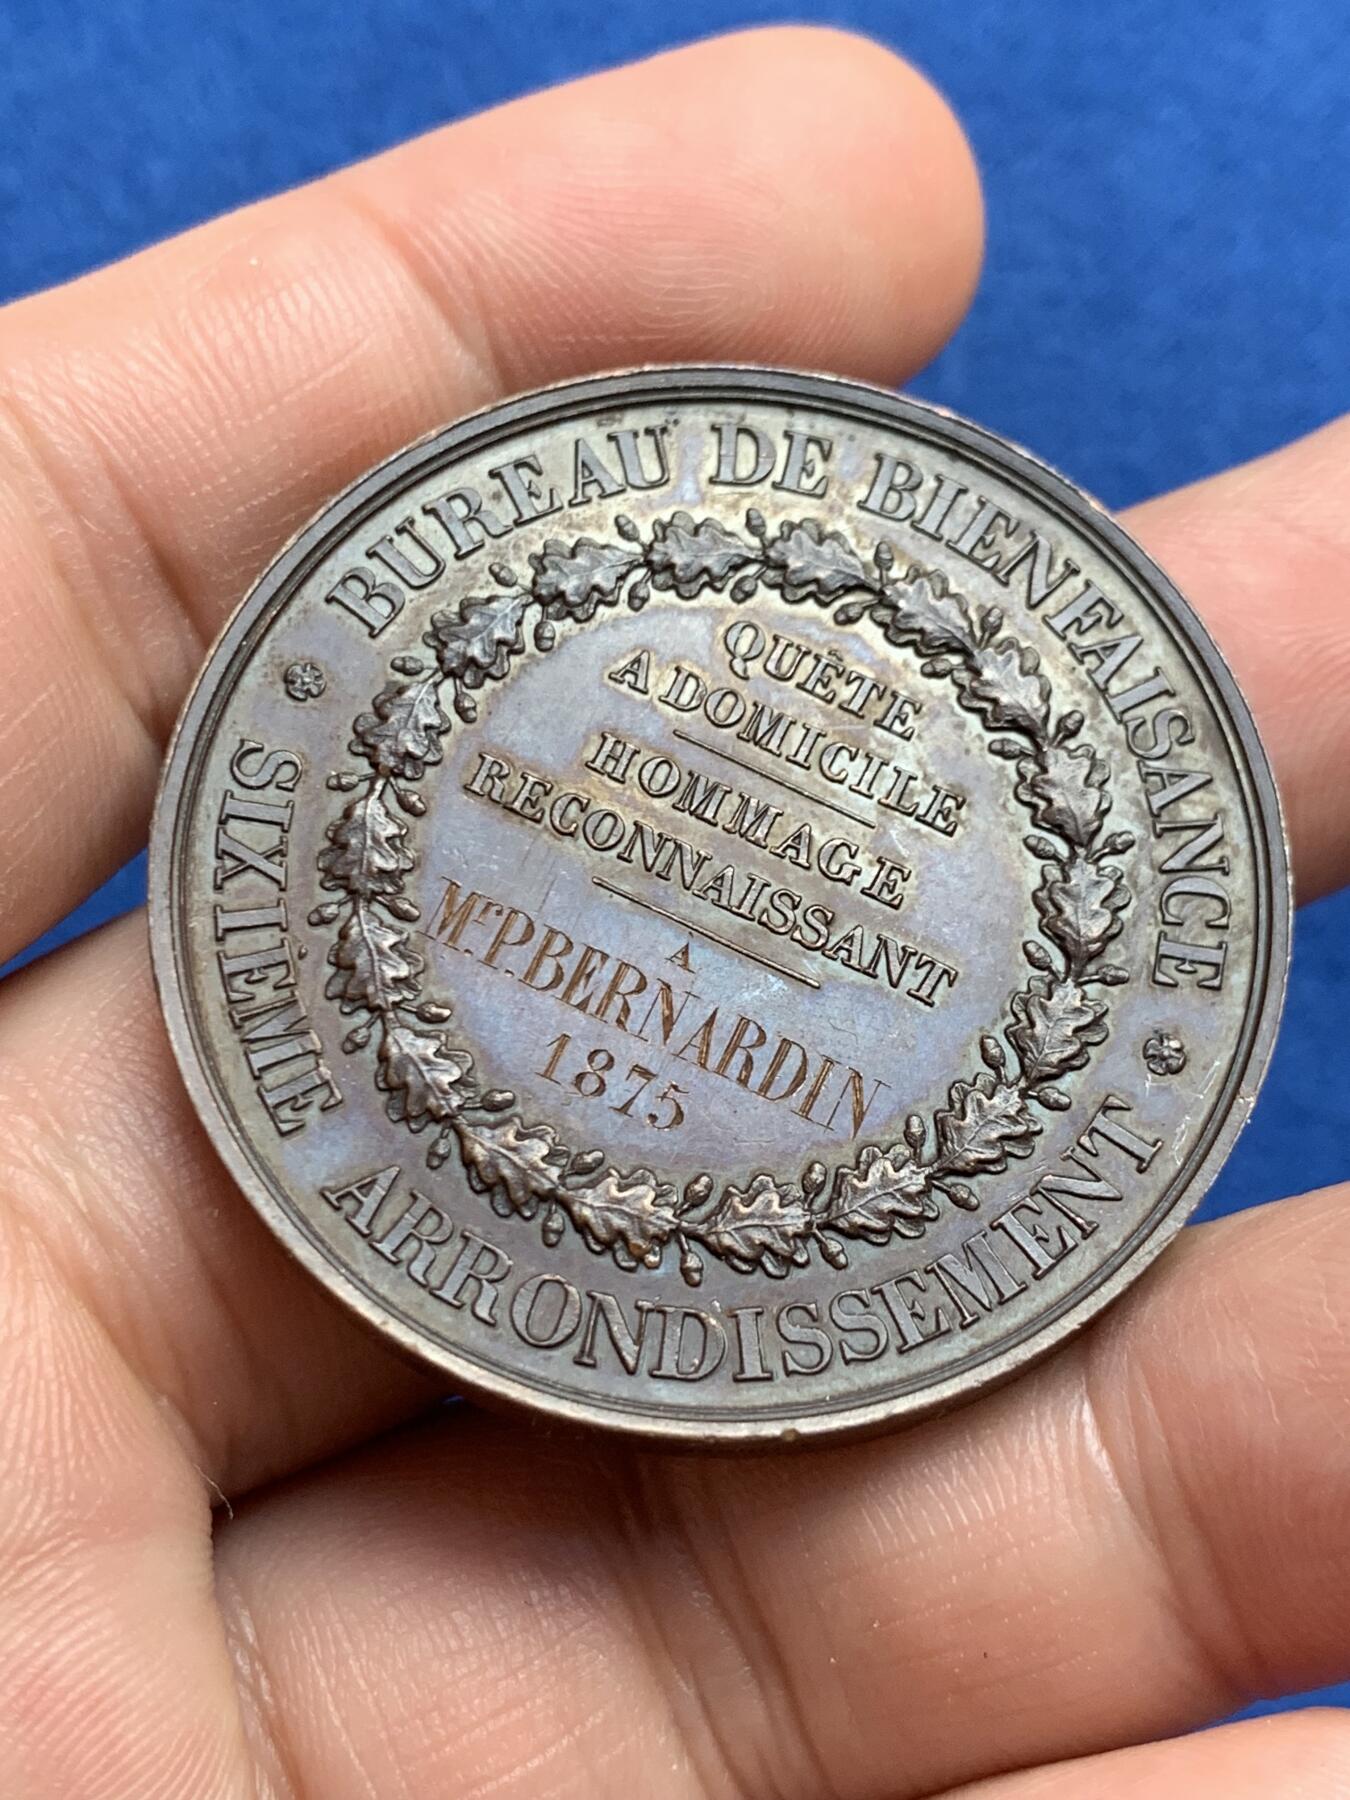 BUREAU DE BIENFAISANCE
SIXIÈME ARRONDISSEMENT
QUÊTE
A DOMICILE
HOMMAGE
RECONNAISSANT
À
Mr. P. BERNARDIN
1875